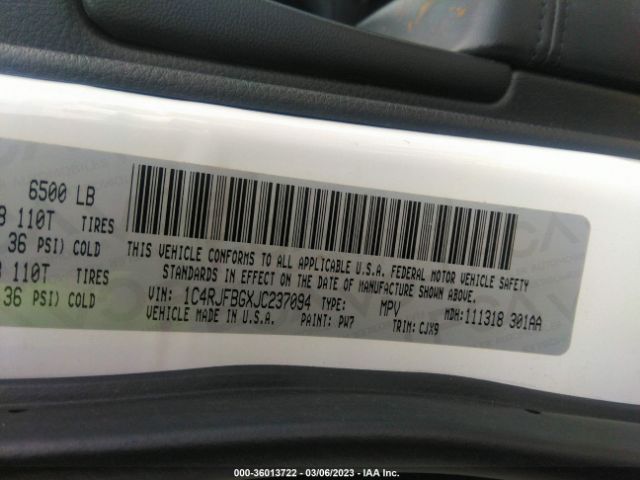 6500 LB
110T TIRES
36 PSI) COLD
110T TIRES
36 PSI) COLD
THIS VEHICLE CONFORMS TO ALL APPLICABLE U.S.A. FEDERAL MOTOR VEHICLE SAFETY
STANDARDS IN EFFECT ON THE DATE OF MANUFACTURE SHOWN ABOVE.
VIN: 1C4RJFBGXJC237094 TYPE: MPV MDH:111318 301AA
VEHICLE MADE IN U.S.A. PAINT: PW7 TRIM: CJX9
000-36013722 - 03/06/2023 - IAA Inc.